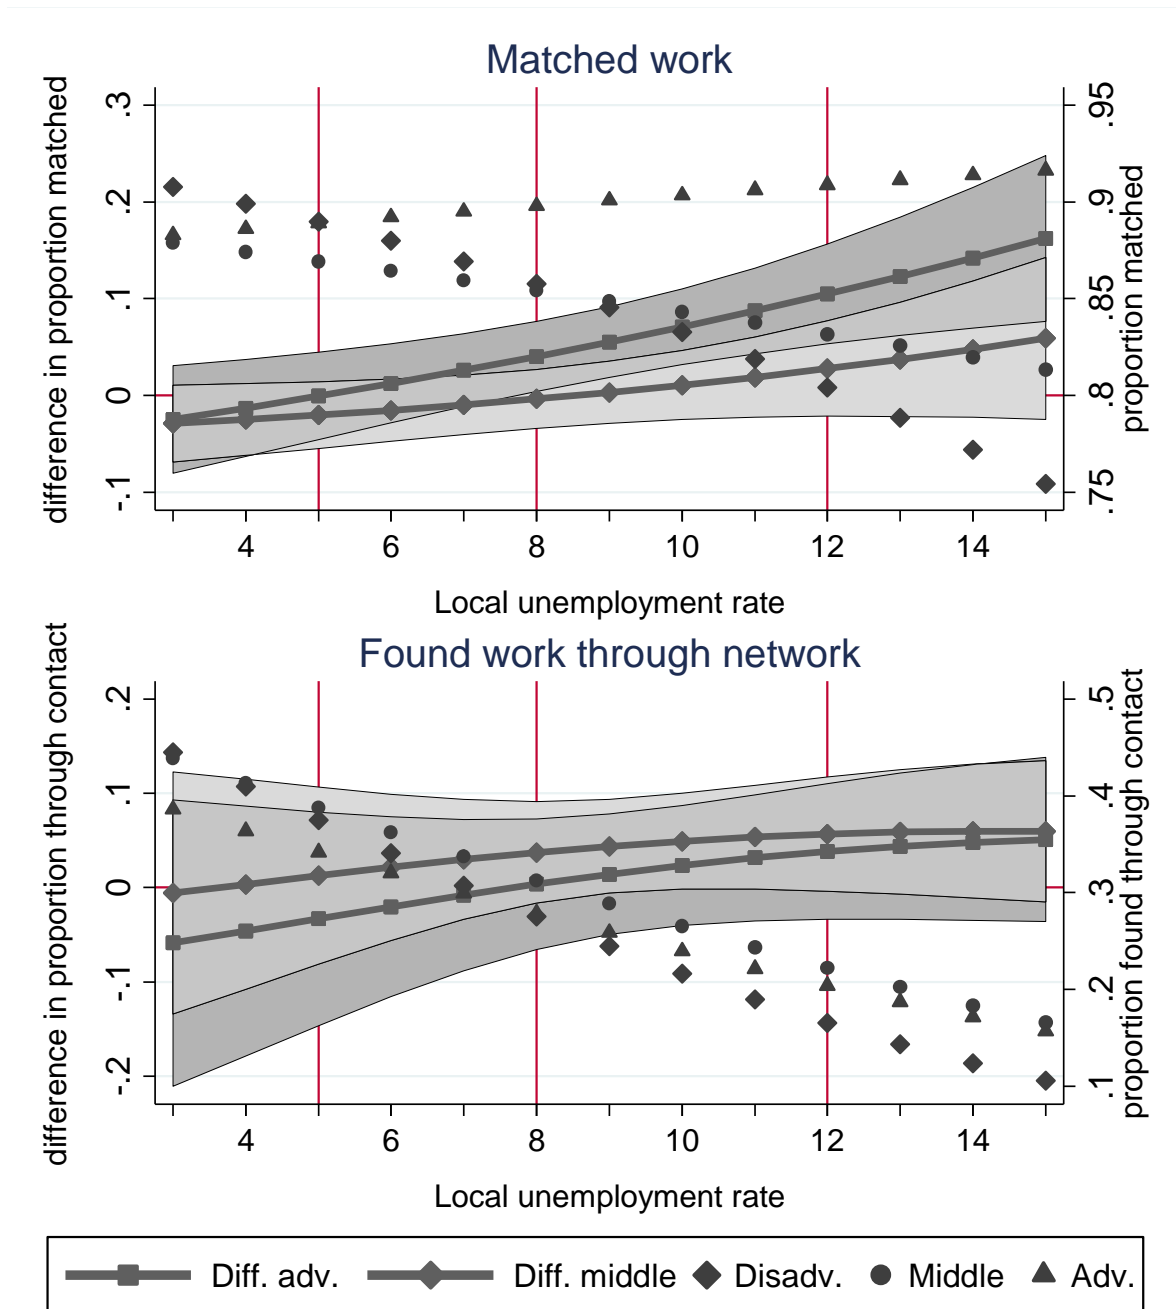 Matched work
difference in proportion matched
.3
.2
.1
0
-.1
.95
.9
.85
.8
.75
proportion matched
4 6 8 10 12 14
Local unemployment rate
Found work through network
difference in proportion through contact
.2
.1
0
-.1
-.2
.5
.4
.3
.2
.1
proportion found through contact
4 6 8 10 12 14
Local unemployment rate
Diff. adv. Diff. middle Disadv. Middle Adv.